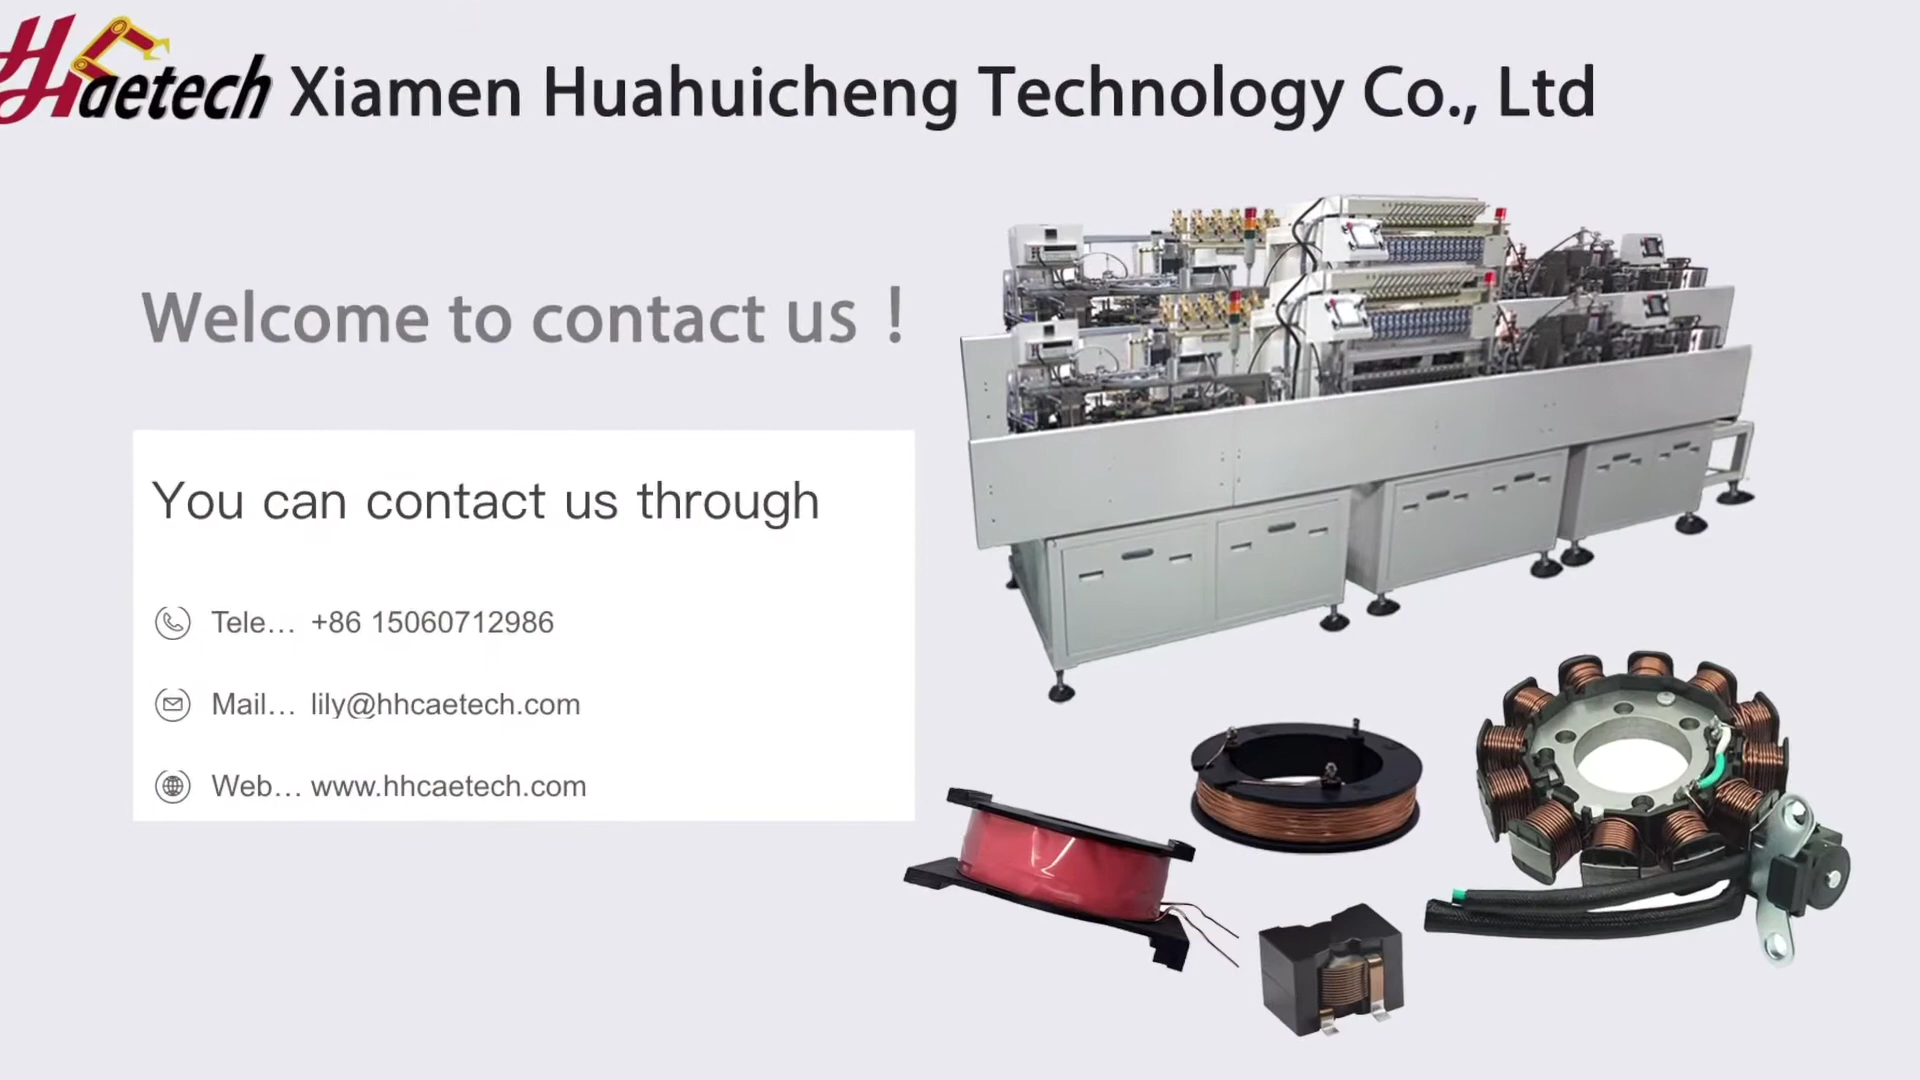 Haetech Xiamen Huahuicheng Technology Co., Ltd
Welcome to contact us！
You can contact us through
Tele… +86 15060712986
Mail… lily@hhcaetech.com
Web… www.hhcaetech.com